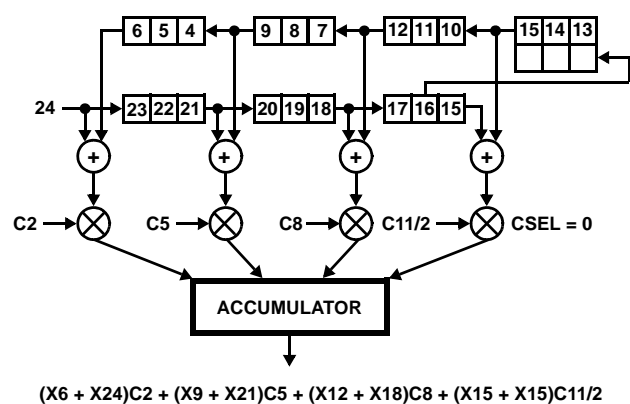 6 5 4 9 8 7 12 11 10 15 14 13
24 23 22 21 20 19 18 17 16 15
+ + + +
C2 C5 C8 C11/2 CSEL = 0
ACCUMULATOR
(X6 + X24)C2 + (X9 + X21)C5 + (X12 + X18)C8 + (X15 + X15)C11/2